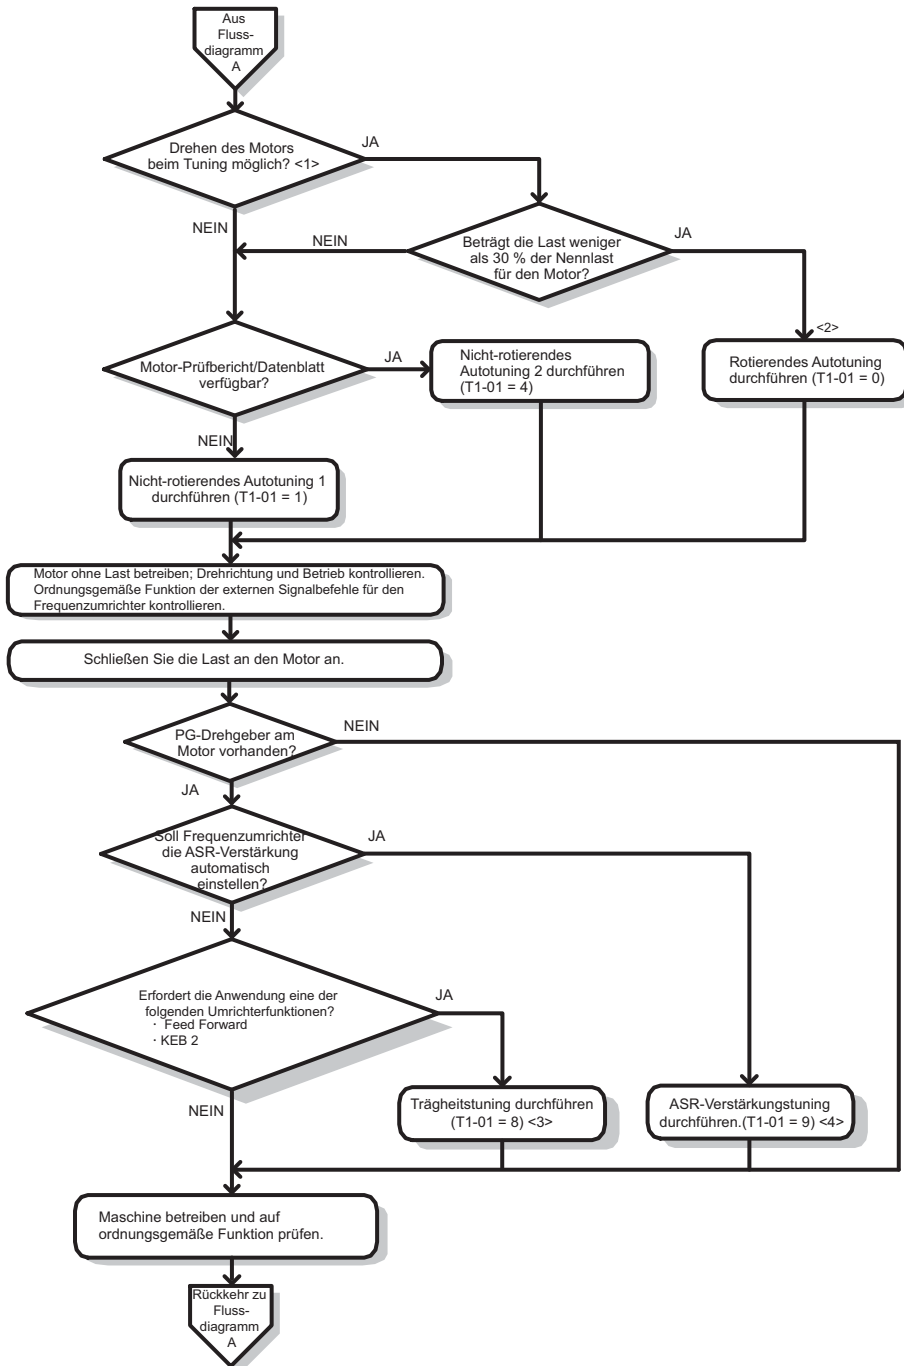 Aus
Fluss-
diagramm
A
Drehen des Motors
beim Tuning möglich? <1>
JA
NEIN
Beträgt die Last weniger
als 30 % der Nennlast
für den Motor?
NEIN
JA
<2>
Motor-Prüfbericht/Datenblatt
verfügbar?
JA
Nicht-rotierendes
Autotuning 2 durchführen
(T1-01 = 4)
Rotierendes Autotuning
durchführen (T1-01 = 0)
NEIN
Nicht-rotierendes Autotuning 1
durchführen (T1-01 = 1)
Motor ohne Last betreiben; Drehrichtung und Betrieb kontrollieren.
Ordnungsgemäße Funktion der externen Signalbefehle für den
Frequenzumrichter kontrollieren.
Schließen Sie die Last an den Motor an.
PG-Drehgeber am
Motor vorhanden?
NEIN
JA
Soll Frequenzumrichter
die ASR-Verstärkung
automatisch
einstellen?
JA
NEIN
Erfordert die Anwendung eine der
folgenden Umrichterfunktionen?
· Feed Forward
· KEB 2
JA
NEIN
Trägheitstuning durchführen
(T1-01 = 8) <3>
ASR-Verstärkungstuning
durchführen.(T1-01 = 9) <4>
Maschine betreiben und auf
ordnungsgemäße Funktion prüfen.
Rückkehr zu
Fluss-
diagramm
A